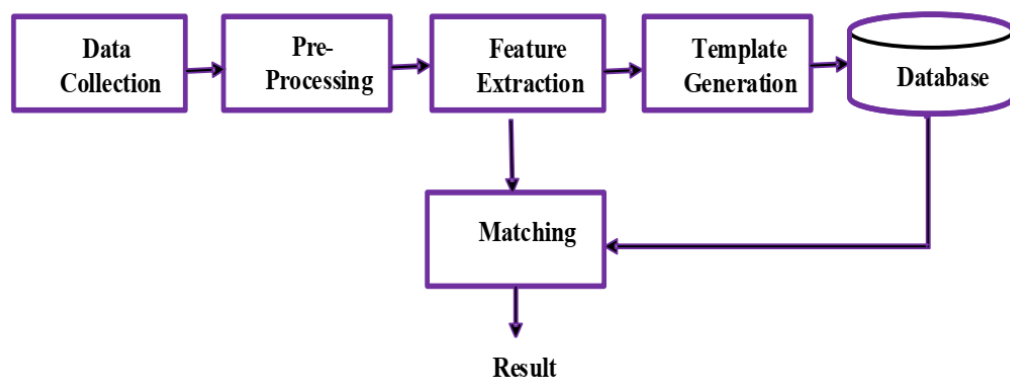 Data
Collection
Pre-
Processing
Feature
Extraction
Template
Generation
Database
Matching
Result